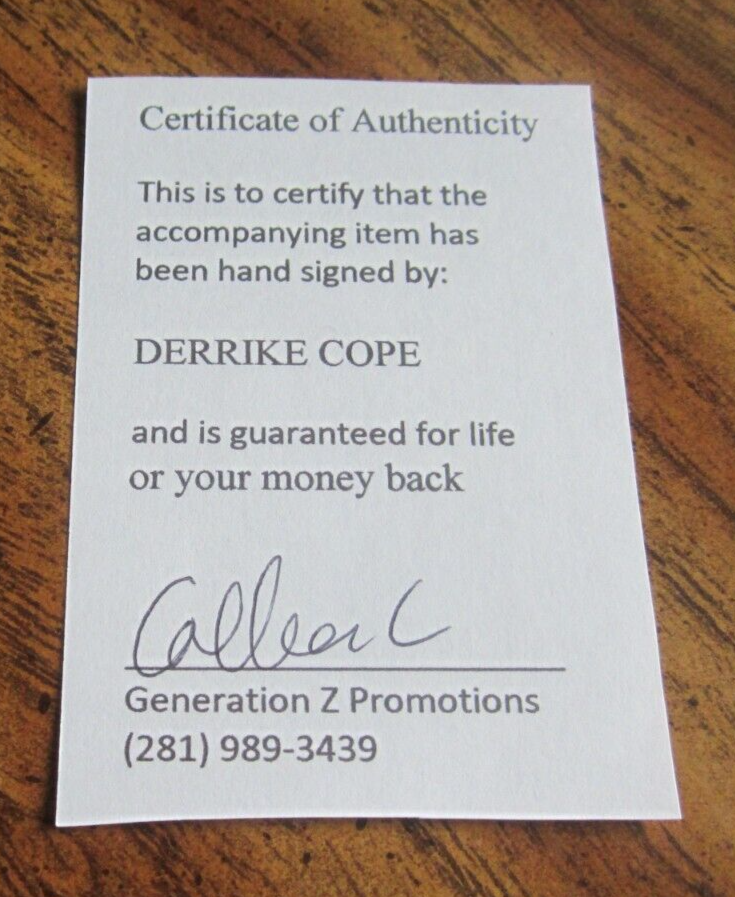 Certificate of Authenticity
This is to certify that the
accompanying item has
been hand signed by:
DERRIKE COPE
and is guaranteed for life
or your money back
Generation Z Promotions
(281) 989-3439